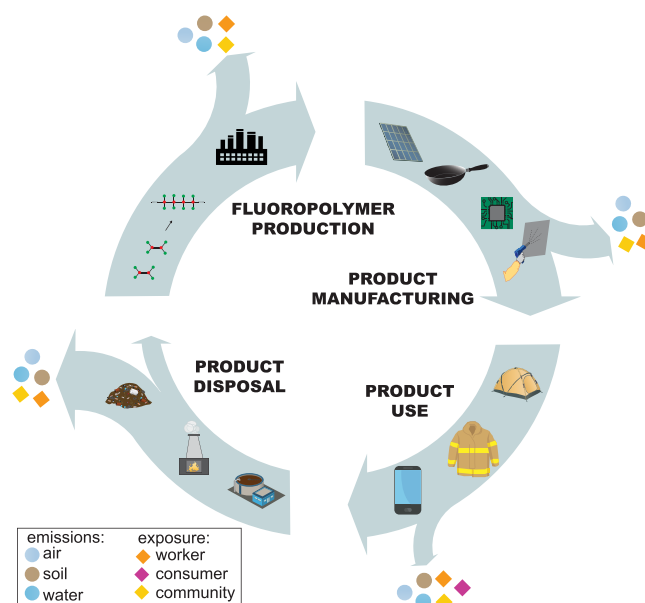 FLUOROPOLYMER
PRODUCTION
PRODUCT
MANUFACTURING
PRODUCT
DISPOSAL
PRODUCT
USE
emissions:
air
soil
water
exposure:
worker
consumer
community